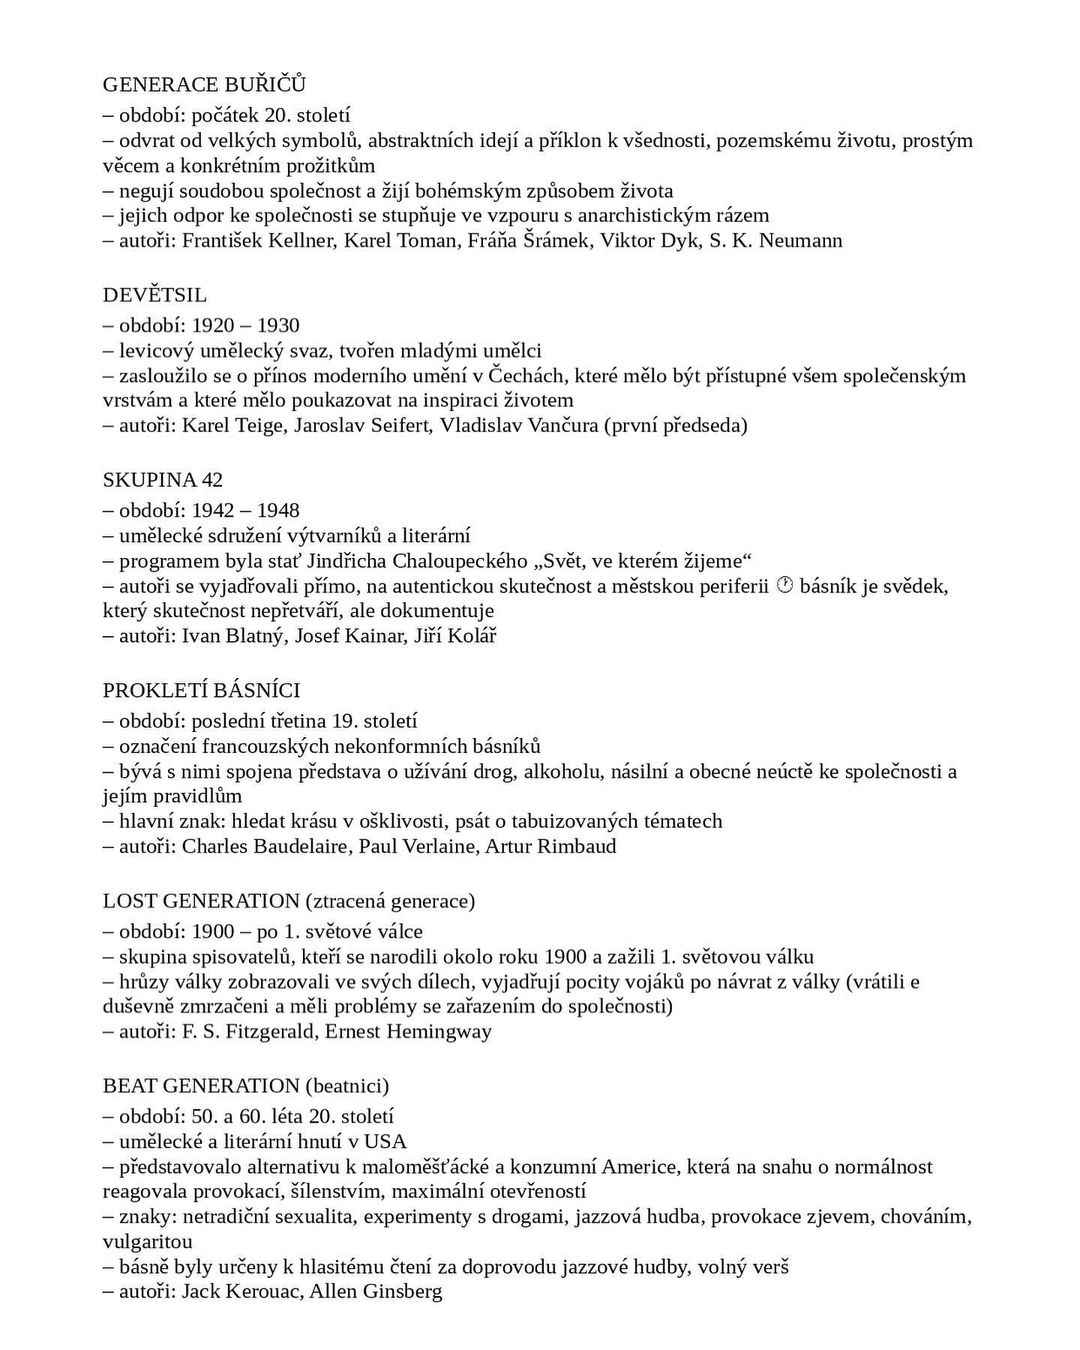 GENERACE BUŘIČŮ
– období: počátek 20. století
– odvrat od velkých symbolů, abstraktních idejí a příklon k všednosti, pozemskému životu, prostým
věcem a konkrétním prožitkům
– negují soudobou společnost a žijí bohémským způsobem života
– jejich odpor ke společnosti se stupňuje ve vzpouru s anarchistickým rázem
– autoři: František Kellner, Karel Toman, Fráňa Šrámek, Viktor Dyk, S. K. Neumann
DEVĚTSIL
– období: 1920 – 1930
– levicový umělecký svaz, tvořen mladými umělci
– zasloužilo se o přínos moderního umění v Čechách, které mělo být přístupné všem společenským
vrstvám a které mělo poukazovat na inspiraci životem
– autoři: Karel Teige, Jaroslav Seifert, Vladislav Vančura (první předseda)
SKUPINA 42
– období: 1942 – 1948
– umělecké sdružení výtvarníků a literární
– programem byla stať Jindřicha Chaloupeckého „Svět, ve kterém žijeme“
– autoři se vyjadřovali přímo, na autentickou skutečnost a městskou periferii 🕐 básník je svědek,
který skutečnost nepřetváří, ale dokumentuje
– autoři: Ivan Blatný, Josef Kainar, Jiří Kolář
PROKLETÍ BÁSNÍCI
– období: poslední třetina 19. století
– označení francouzských nekonformních básníků
– bývá s nimi spojena představa o užívání drog, alkoholu, násilní a obecné neúctě ke společnosti a
jejím pravidlům
– hlavní znak: hledat krásu v ošklivosti, psát o tabuizovaných tématech
– autoři: Charles Baudelaire, Paul Verlaine, Artur Rimbaud
LOST GENERATION (ztracená generace)
– období: 1900 – po 1. světové válce
– skupina spisovatelů, kteří se narodili okolo roku 1900 a zažili 1. světovou válku
– hrůzy války zobrazovali ve svých dílech, vyjadřují pocity vojáků po návrat z války (vrátili e
duševně zmrzačeni a měli problémy se zařazením do společnosti)
– autoři: F. S. Fitzgerald, Ernest Hemingway
BEAT GENERATION (beatnici)
– období: 50. a 60. léta 20. století
– umělecké a literární hnutí v USA
– představovalo alternativu k maloměšťácké a konzumní Americe, která na snahu o normálnost
reagovala provokací, šílenstvím, maximální otevřeností
– znaky: netradiční sexualita, experimenty s drogami, jazzová hudba, provokace zjevem, chováním,
vulgaritou
– básně byly určeny k hlasitému čtení za doprovodu jazzové hudby, volný verš
– autoři: Jack Kerouac, Allen Ginsberg